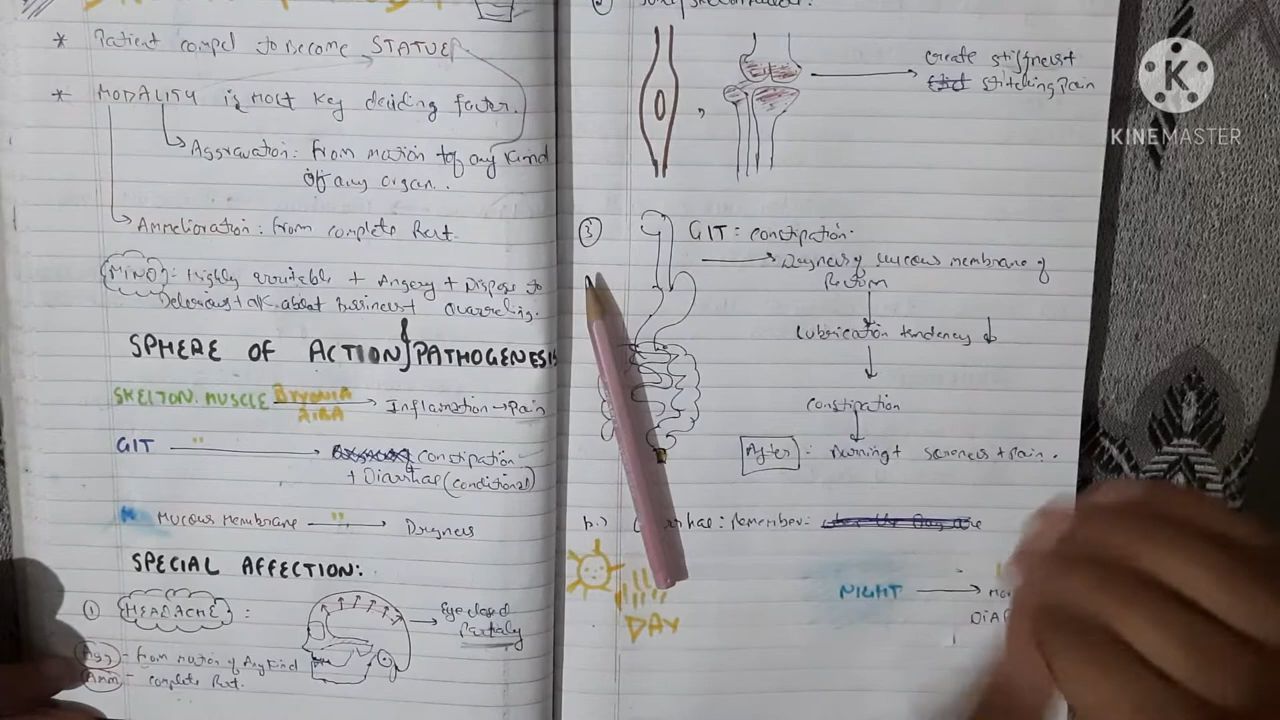 * Patient compel to Become STATUE
* MODALITY is most key deciding factor.
Aggravation: from motion of any kind
of any organ..
Ammelioration: from complete Rest.
MIND: Highly irritable + Angery + Dispose to
Delerious talk about Bussiness + Quarreling.
SPHERE OF ACTION PATHOGENESIS
SKELTON. MUSCLE BRYONIA ALBA Inflamation → Pain
GIT constipation
+ Diarrhae (conditional)
Mucous Membrane Dryness
SPECIAL AFFECTION:
① HEADACHE :
Eye closed
Partialy
Agg - from motion of Any kind
Amm - complete Rest.
②
create stiffness +
stitching pain
③ GIT: constipation.
Dryness of Mucous membrane of
Rectum
Lubrication tendency ↓
constipation
After : Burning + soreness + Pain.
b.) Remember:
DAY
NIGHT
KINEMASTER